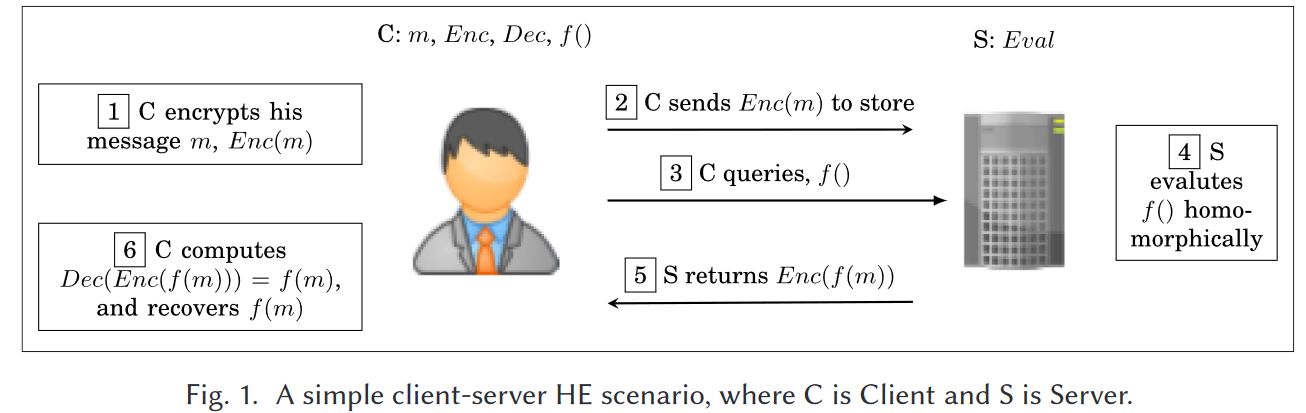 C: m, Enc, Dec, f()
S: Eval
1 C encrypts his
message m, Enc(m)
2 C sends Enc(m) to store
3 C queries, f()
4 S
evalutes
f() homo-
morphically
5 S returns Enc(f(m))
6 C computes
Dec(Enc(f(m))) = f(m),
and recovers f(m)
Fig. 1. A simple client-server HE scenario, where C is Client and S is Server.